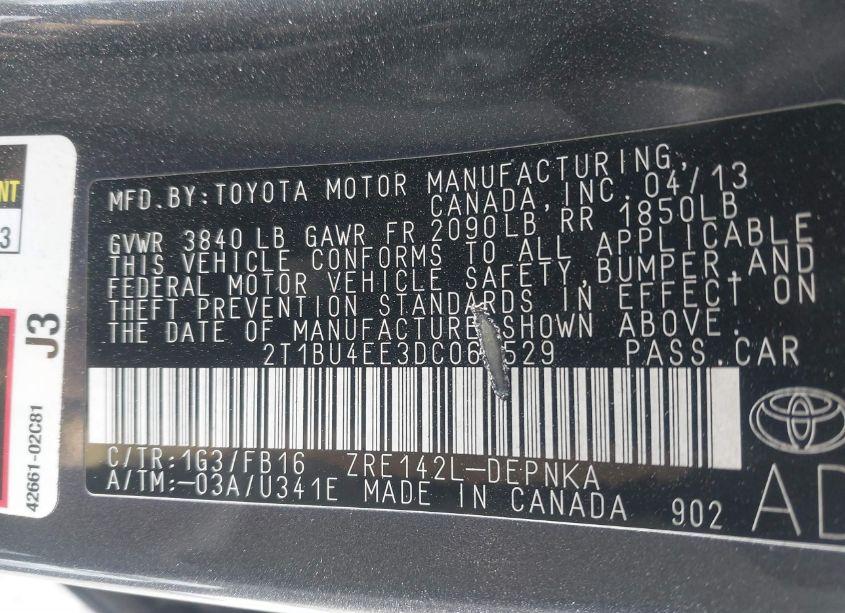 NT
3
J3
42661-02C81
MFD.BY:TOYOTA MOTOR MANUFACTURING,
CANADA,INC. 04/13
GVWR 3840 LB GAWR FR 2090LB RR 1850LB
THIS VEHICLE CONFORMS TO ALL APPLICABLE
FEDERAL MOTOR VEHICLE SAFETY,BUMPER,AND
THEFT PREVENTION STANDARDS IN EFFECT ON
THE DATE OF MANUFACTURE SHOWN ABOVE.
PASS.CAR
C/TR:1G3/FB16 ZRE142L-DEPNKA
A/TM:-03A/U341E MADE IN CANADA 902
AD